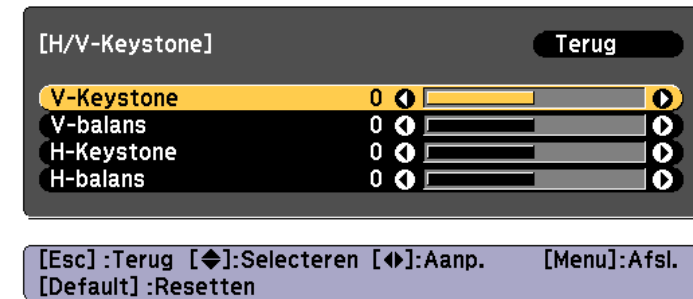 [H/V-Keystone] Terug
V-Keystone 0
V-balans 0
H-Keystone 0
H-balans 0
[Esc] :Terug [◆]:Selecteren [◂▸]:Aanp. [Menu]:Afsl.
[Default] :Resetten